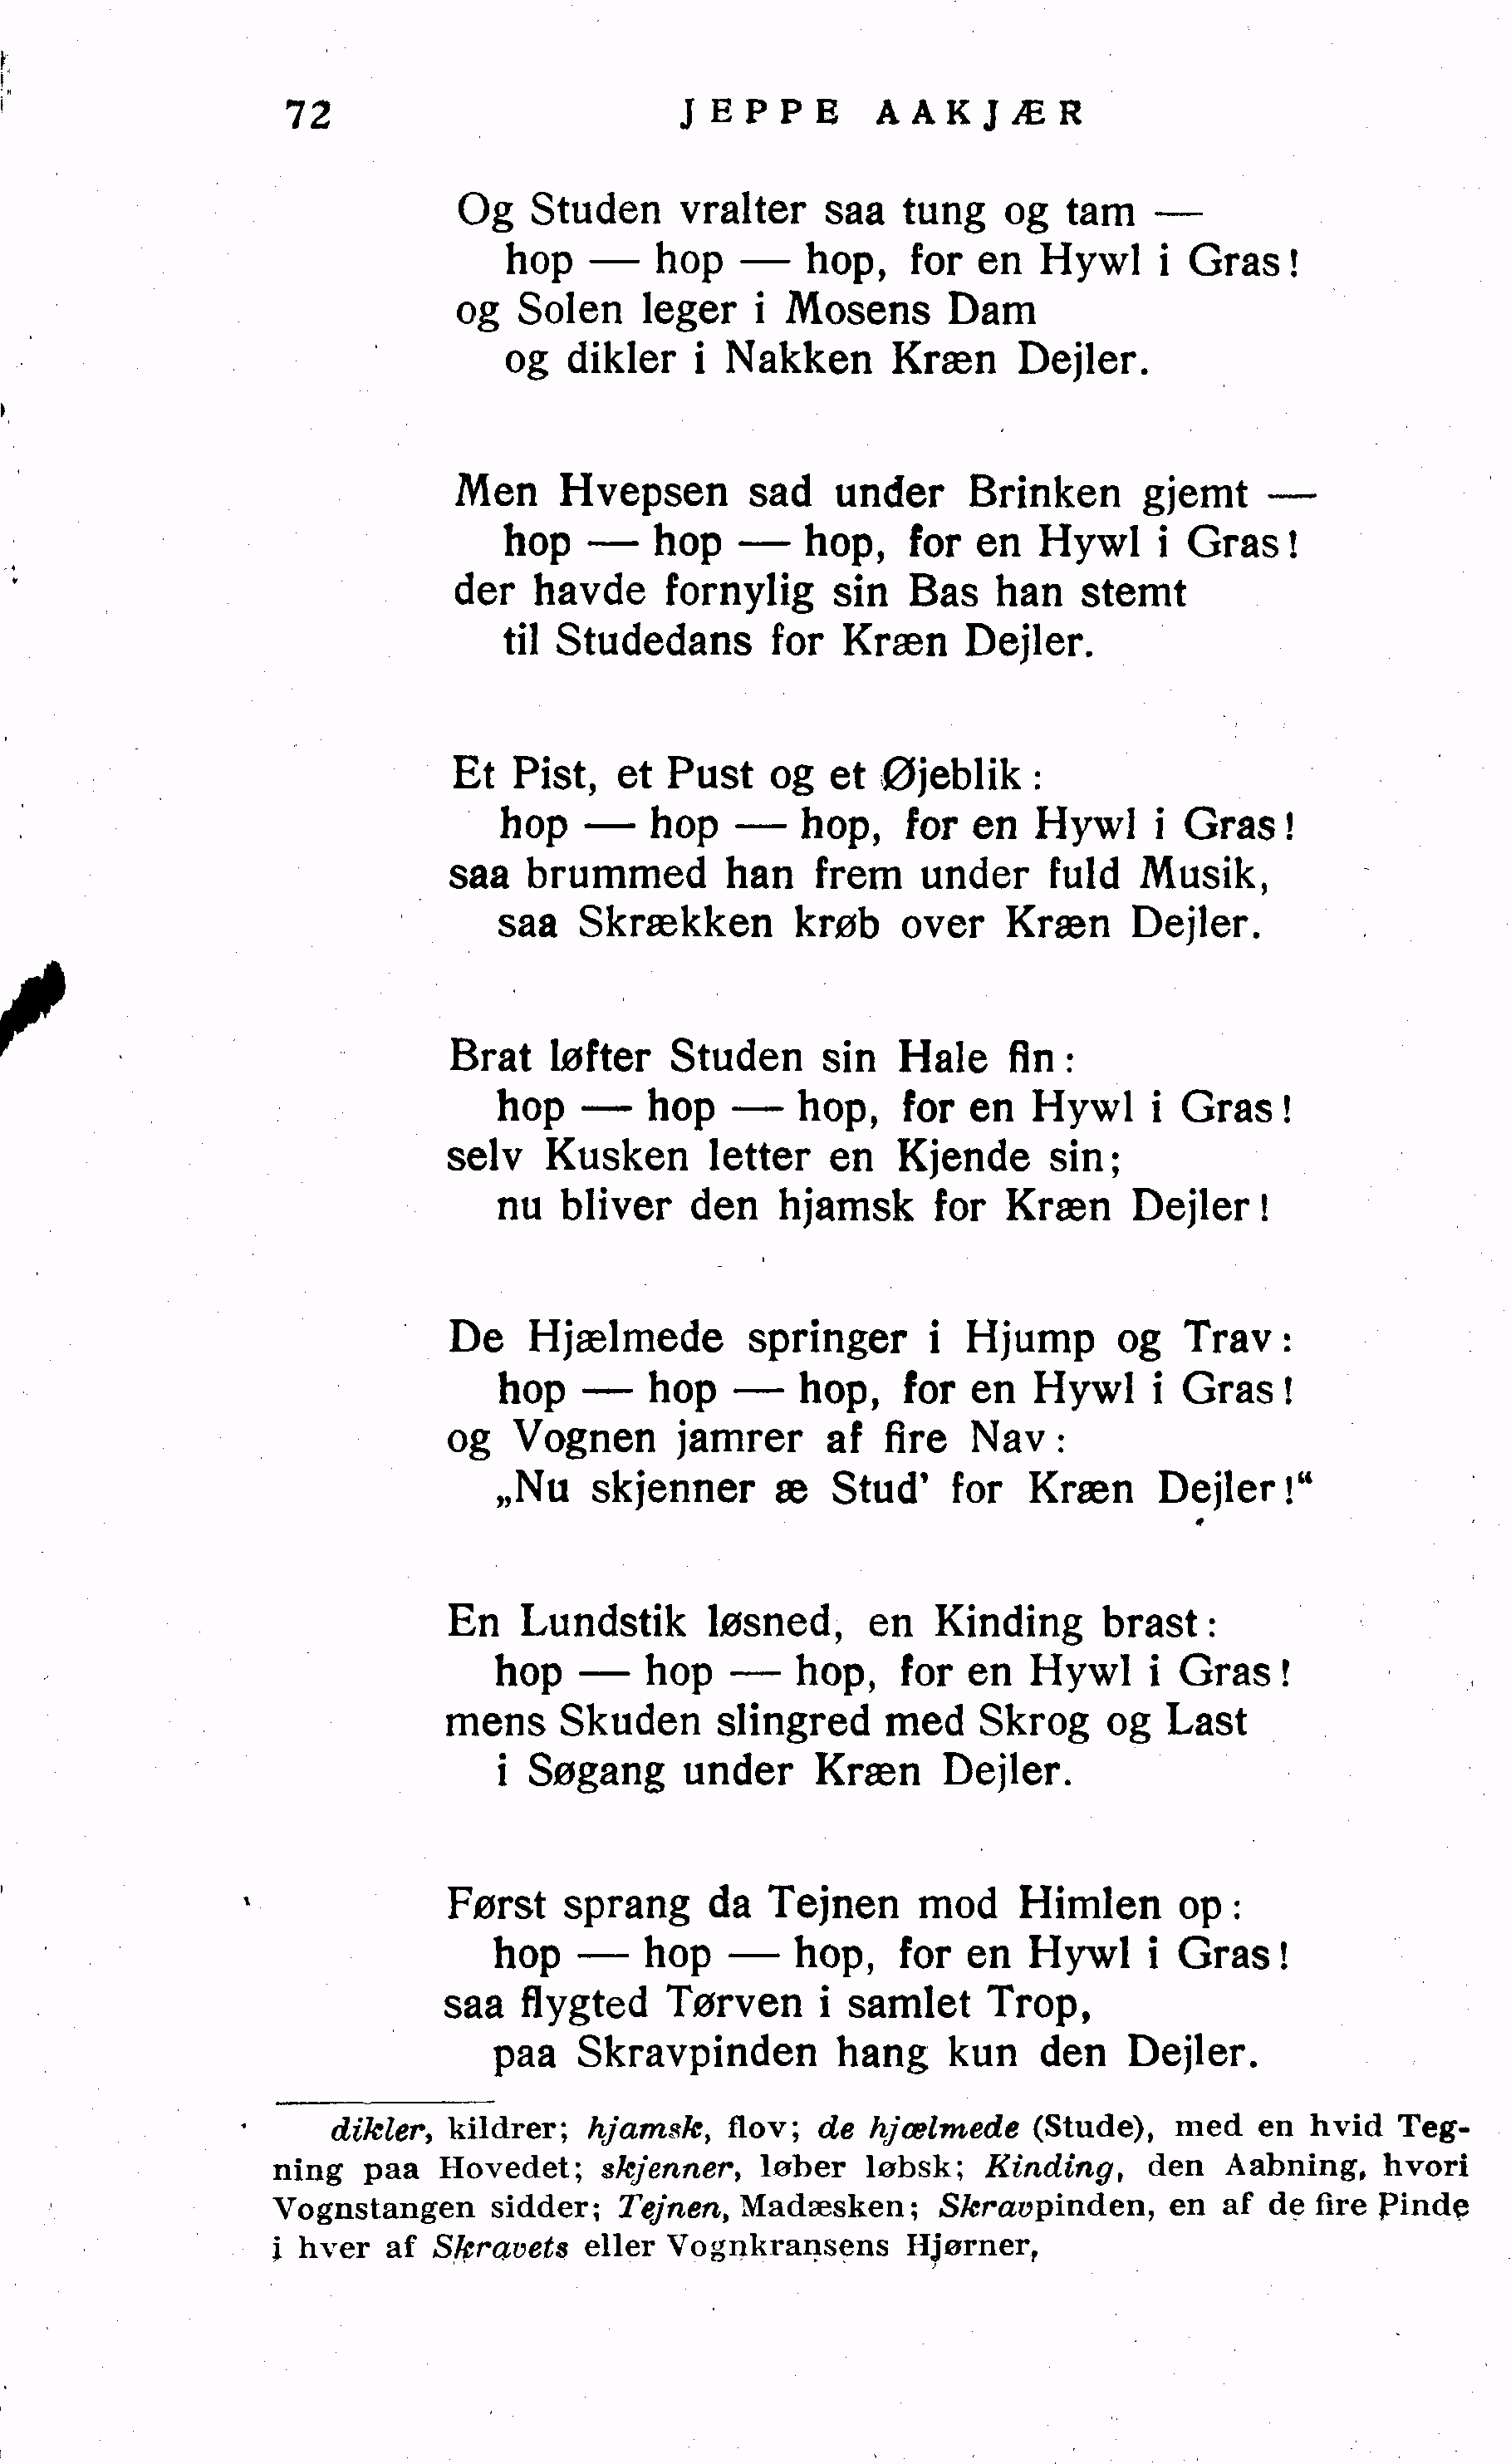 72 JEPPE AAKJÆR
Og Studen vralter saa tung og tam —
hop — hop — hop, for en Hywl i Gras!
og Solen leger i Mosens Dam
og dikler i Nakken Kræn Dejler.
Men Hvepsen sad under Brinken gjemt —
hop — hop — hop, for en Hywl i Gras!
der havde fornylig sin Bas han stemt
til Studedans for Kræn Dejler.
Et Pist, et Pust og et Øjeblik:
hop — hop — hop, for en Hywl i Gras!
saa brummed han frem under fuld Musik,
saa Skrækken krøb over Kræn Dejler.
Brat løfter Studen sin Hale fin:
hop — hop — hop, for en Hywl i Gras!
selv Kusken letter en Kjende sin;
nu bliver den hjamsk for Kræn Dejler!
De Hjælmede springer i Hjump og Trav:
hop — hop — hop, for en Hywl i Gras!
og Vognen jamrer af fire Nav:
„Nu skjenner æ Stud' for Kræn Dejler!“
En Lundstik løsned, en Kinding brast:
hop — hop — hop, for en Hywl i Gras!
mens Skuden slingred med Skrog og Last
i Søgang under Kræn Dejler.
Først sprang da Tejnen mod Himlen op:
hop — hop — hop, for en Hywl i Gras!
saa flygted Tørven i samlet Trop,
paa Skravpinden hang kun den Dejler.
dikler, kildrer; hjamsk, flov; de hjælmede (Stude), med en hvid Teg-
ning paa Hovedet; skjenner, løber løbsk; Kinding, den Aabning, hvori
Vognstangen sidder; Tejnen, Madæsken; Skravpinden, en af de fire Pinde
i hver af Skravets eller Vognkransens Hjørner,